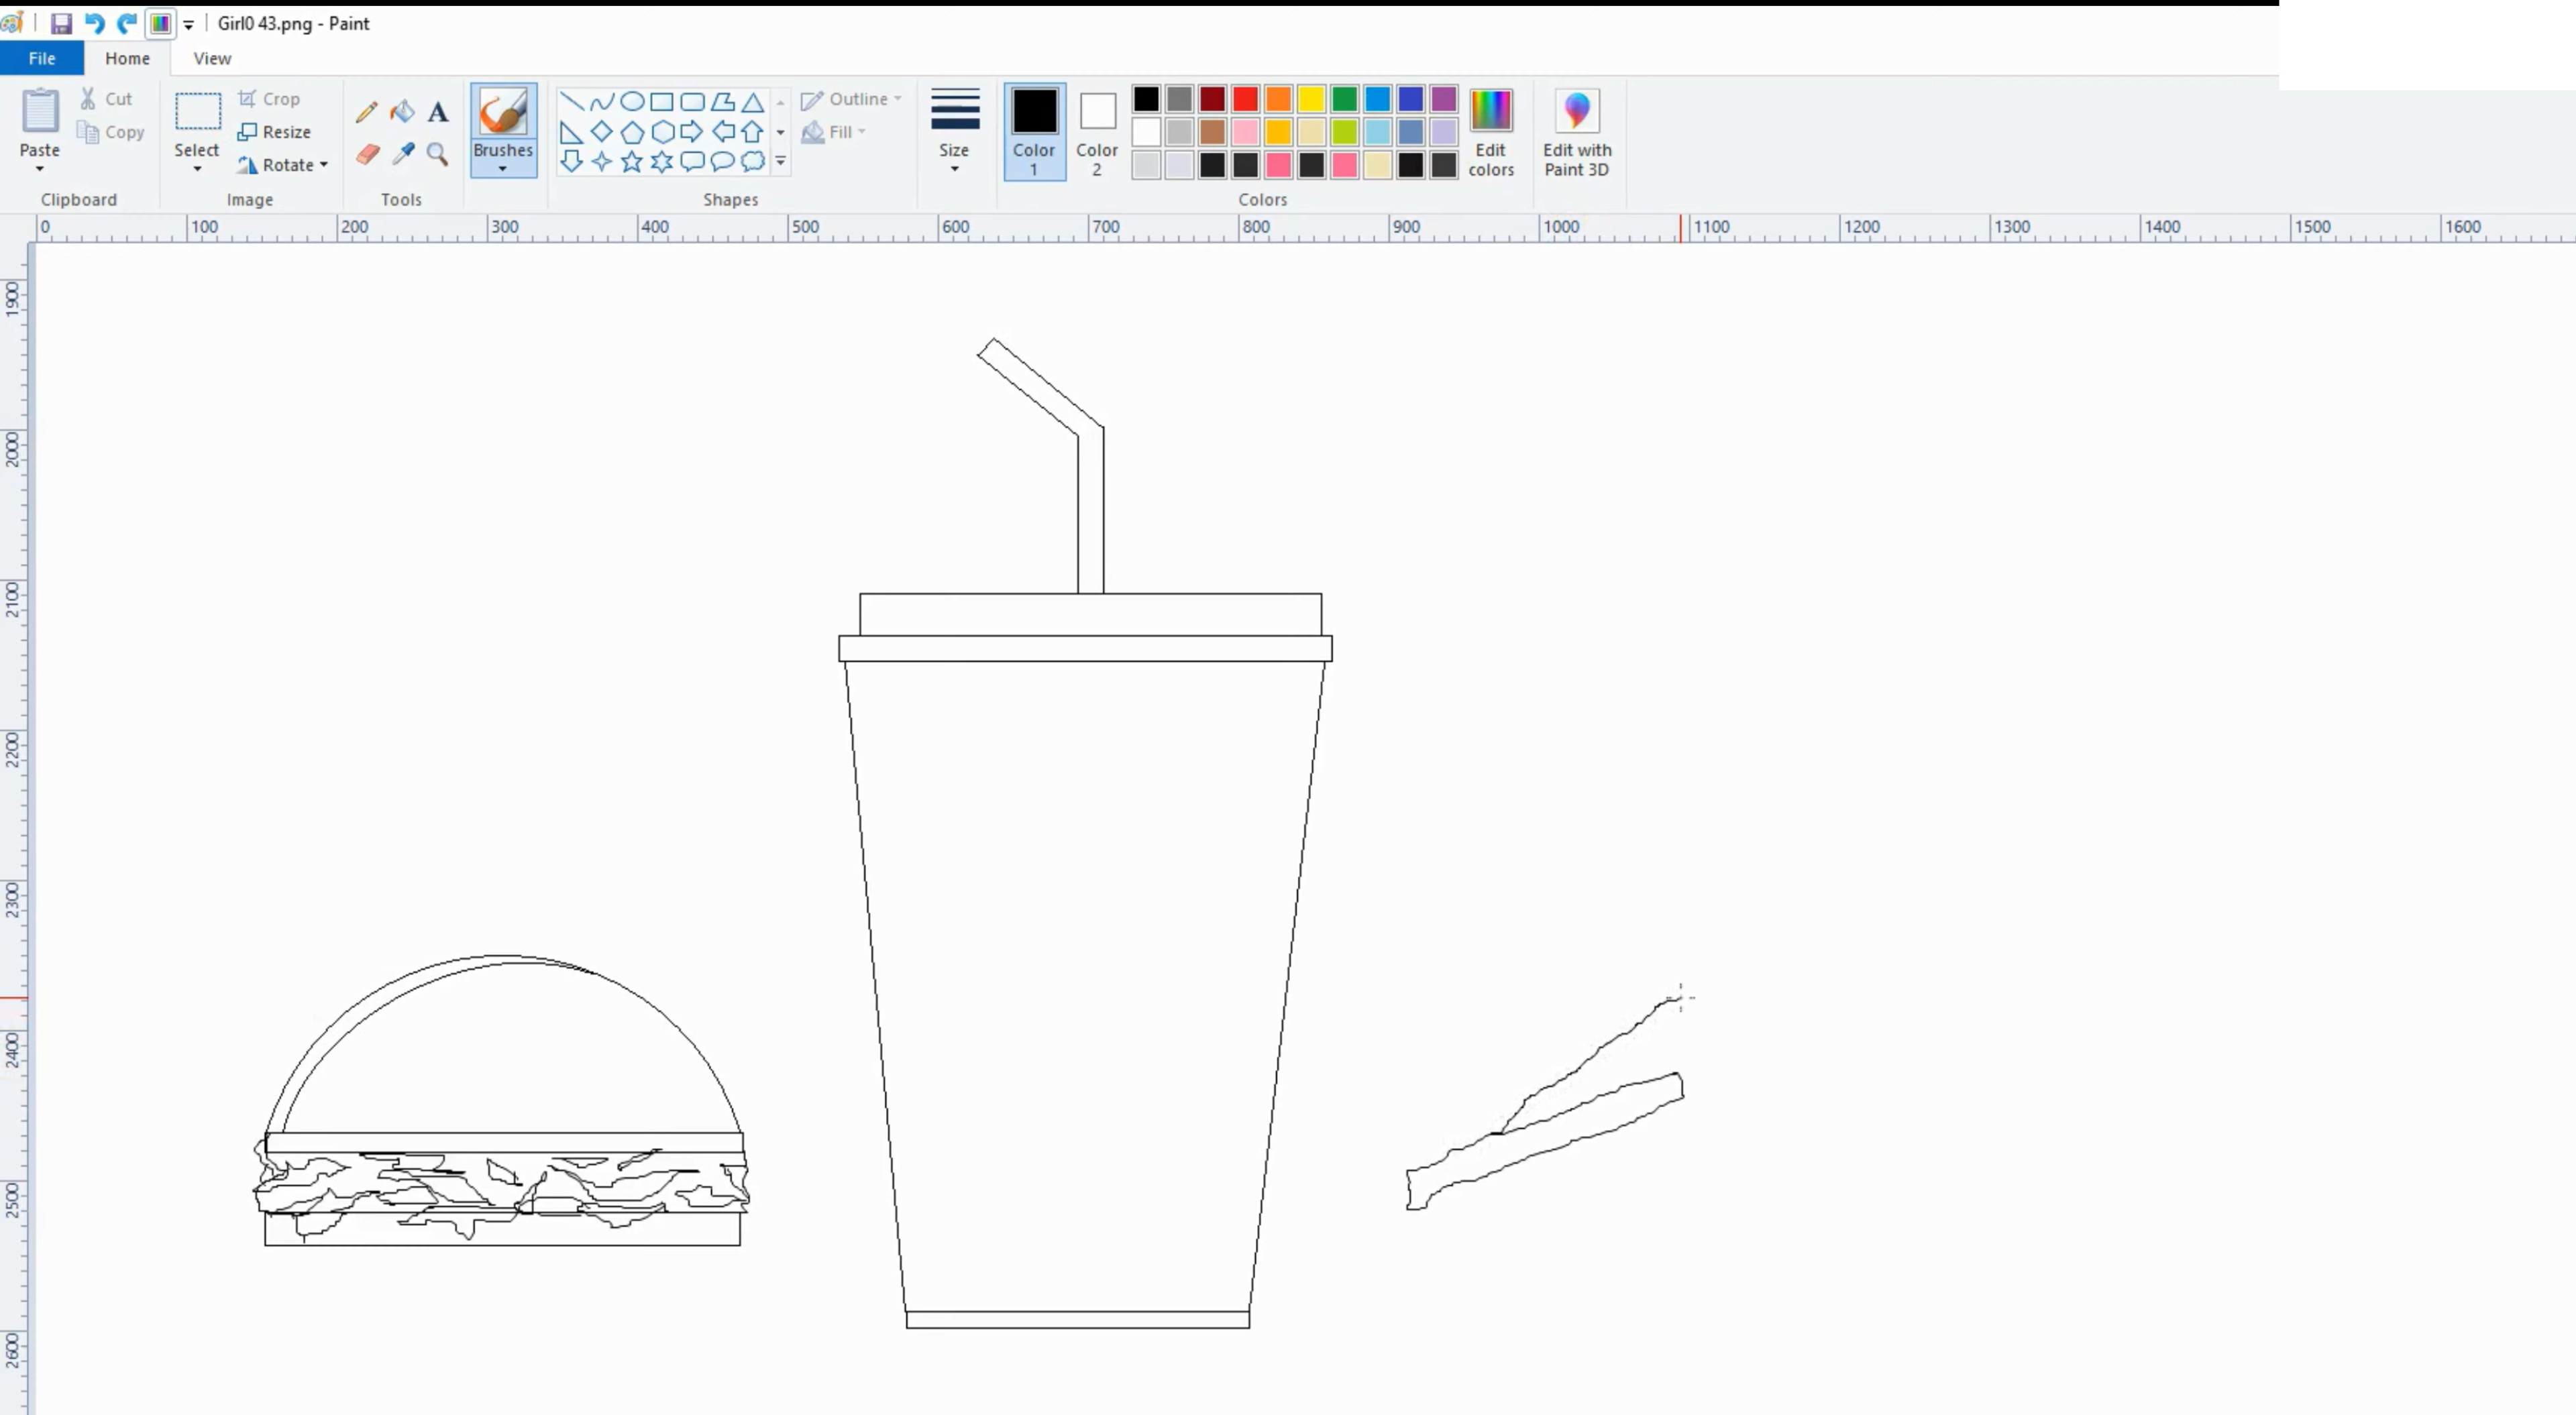 Girl0 43.png - Paint
File Home View
Paste Cut Copy Clipboard
Select Crop Resize Rotate Image
A
Tools
Brushes
Shapes
Outline
Fill
Size
Color 1
Color 2
Edit colors
Colors
Edit with Paint 3D
0 100 200 300 400 500 600 700 800 900 1000 1100 1200 1300 1400 1500 1600
1900
2000
2100
2200
2300
2400
2500
2600